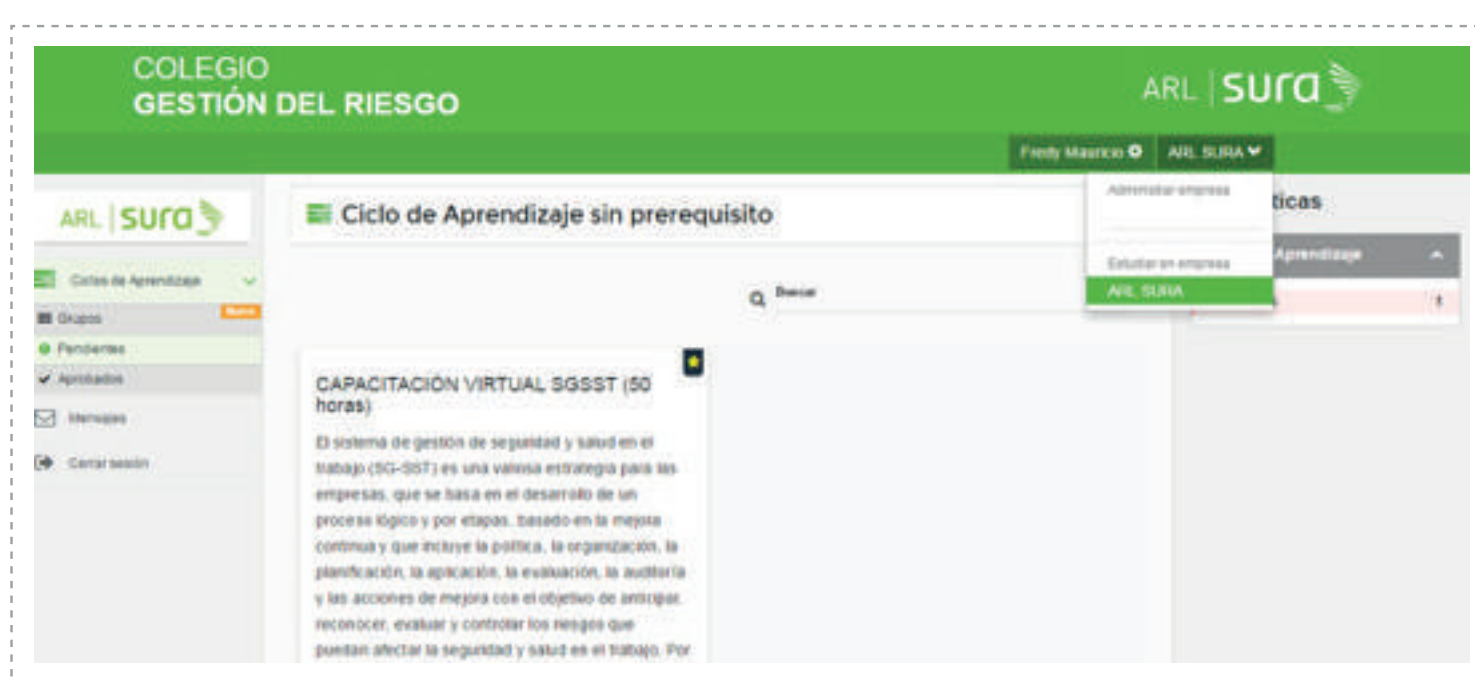 COLEGIO
GESTIÓN DEL RIESGO
ARL sura
Fredy Mauricio
ARL SURA
ARL sura
Ciclo de Aprendizaje sin prerequisito
Administrar empresa
Estudiar en empresa
ARL SURA
ticas
Aprendizaje
1
Ciclos de Aprendizaje
Grupos
Nuevo
Pendientes
Aprobados
Mensajes
Cerrar sesión
Buscar
CAPACITACIÓN VIRTUAL SGSST (50
horas)
El sistema de gestión de seguridad y salud en el
trabajo (SG-SST) es una valiosa estrategia para las
empresas, que se basa en el desarrollo de un
proceso lógico y por etapas, basado en la mejora
continua y que incluye la política, la organización, la
planificación, la aplicación, la evaluación, la auditoría
y las acciones de mejora con el objetivo de anticipar,
reconocer, evaluar y controlar los riesgos que
puedan afectar la seguridad y salud en el trabajo. Por